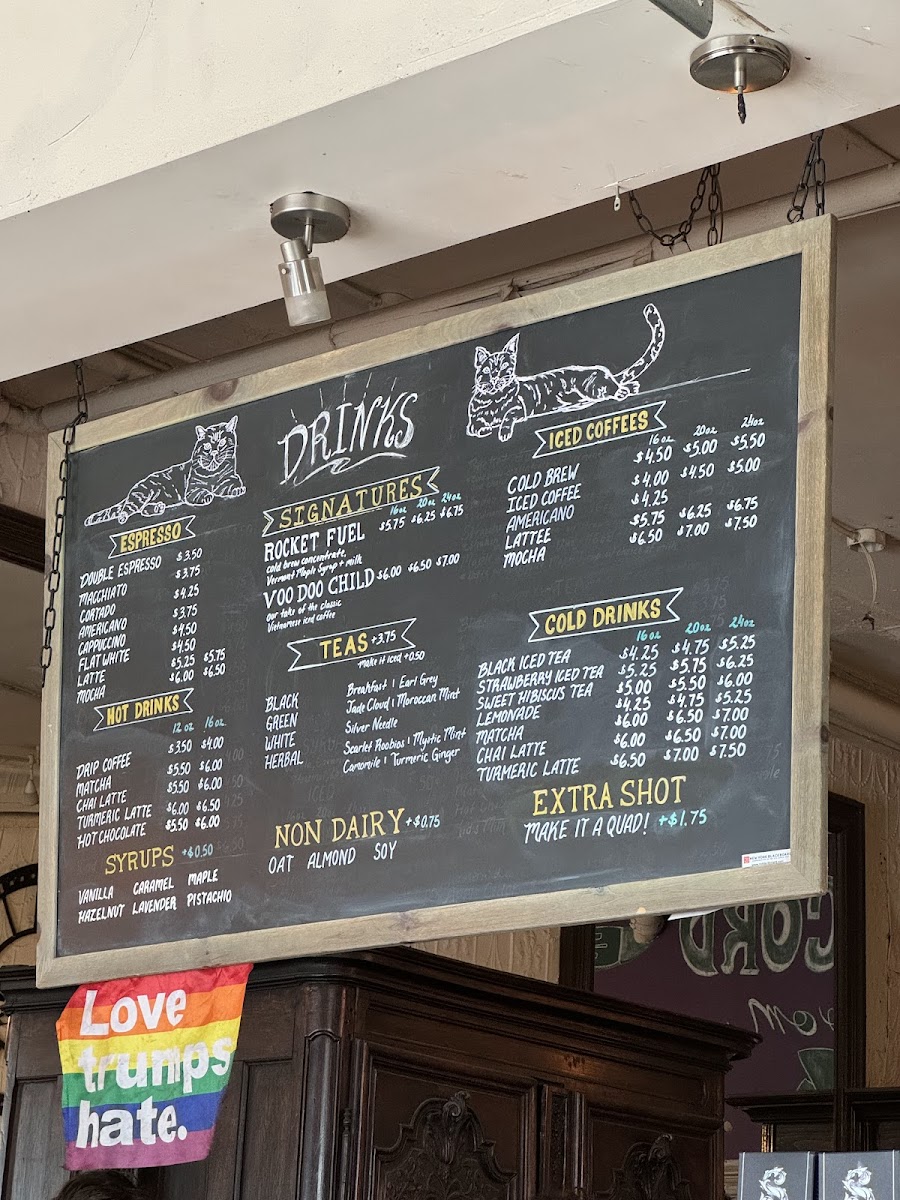 DRINKS
ESPRESSO
DOUBLE ESPRESSO $3.50
MACCHIATO $3.75
CORTADO $4.25
AMERICANO $3.75
CAPPUCCINO $4.50
FLAT WHITE $4.50
LATTE $5.25 $5.75
MOCHA $6.00 $6.50
HOT DRINKS
12 oz 16 oz
DRIP COFFEE $3.50 $4.00
MATCHA $5.50 $6.00
CHAI LATTE $5.50 $6.00
TURMERIC LATTE $6.00 $6.50
HOT CHOCOLATE $5.50 $6.00
SYRUPS +$0.50
VANILLA CARAMEL MAPLE
HAZELNUT LAVENDER PISTACHIO
SIGNATURES
16oz 20oz 24oz
ROCKET FUEL $5.75 $6.25 $6.75
cold brew concentrate,
Vermont Maple Syrup + milk
VOO DOO CHILD $6.00 $6.50 $7.00
Our take of the classic
Vietnamese iced coffee
TEAS +3.75
make it iced +0.50
BLACK Breakfast | Earl Grey
GREEN Jade Cloud | Moroccan Mint
WHITE Silver Needle
HERBAL Scarlet Rooibos | Mystic Mint
Camomile | Turmeric Ginger
NON DAIRY +$0.75
OAT ALMOND SOY
ICED COFFEES
16oz 20oz 24oz
COLD BREW $4.50 $5.00 $5.50
ICED COFFEE $4.00 $4.50 $5.00
AMERICANO $4.25
LATTEE $5.75 $6.25 $6.75
MOCHA $6.50 $7.00 $7.50
COLD DRINKS
16oz 20oz 24oz
BLACK ICED TEA $4.25 $4.75 $5.25
STRAWBERRY ICED TEA $5.25 $5.75 $6.25
SWEET HIBISCUS TEA $5.00 $5.50 $6.00
LEMONADE $4.25 $4.75 $5.25
MATCHA $6.00 $6.50 $7.00
CHAI LATTE $6.00 $6.50 $7.00
TURMERIC LATTE $6.50 $7.00 $7.50
EXTRA SHOT
MAKE IT A QUAD! +$1.75
Love
trumps
hate.